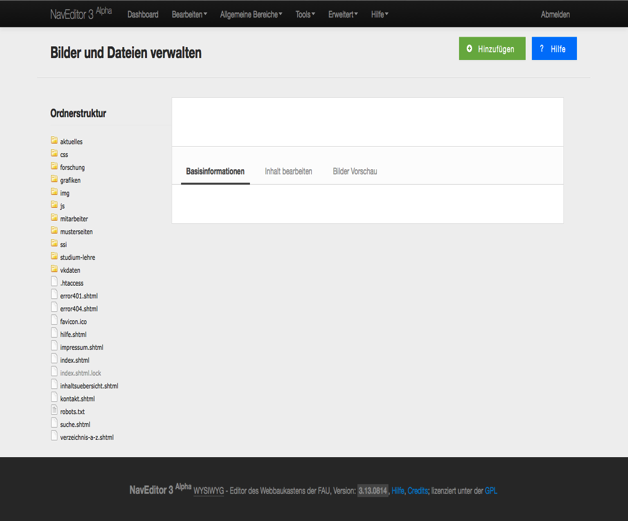 NavEditor 3 Alpha Dashboard Bearbeiten Allgemeine Bereiche Tools Erweitert Hilfe Abmelden
Bilder und Dateien verwalten
Hinzufügen ? Hilfe
Ordnerstruktur
aktuelles
css
forschung
grafiken
img
js
mitarbeiter
musterseiten
ssi
studium-lehre
vkdaten
.htaccess
error401.shtml
error404.shtml
favicon.ico
hilfe.shtml
impressum.shtml
index.shtml
index.shtml.lock
inhaltsuebersicht.shtml
kontakt.shtml
robots.txt
suche.shtml
verzeichnis-a-z.shtml
Basisinformationen Inhalt bearbeiten Bilder Vorschau
NavEditor 3 Alpha WYSIWYG - Editor des Webbaukastens der FAU, Version: 3.13.0814, Hilfe, Credits; lizenziert unter der GPL